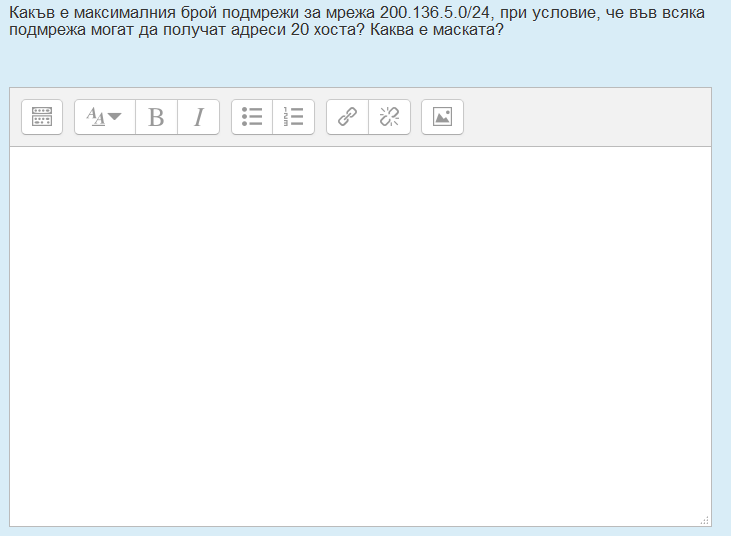 Какъв е максималния брой подмрежи за мрежа 200.136.5.0/24, при условие, че във всяка
подмрежа могат да получат адреси 20 хоста? Каква е маската?